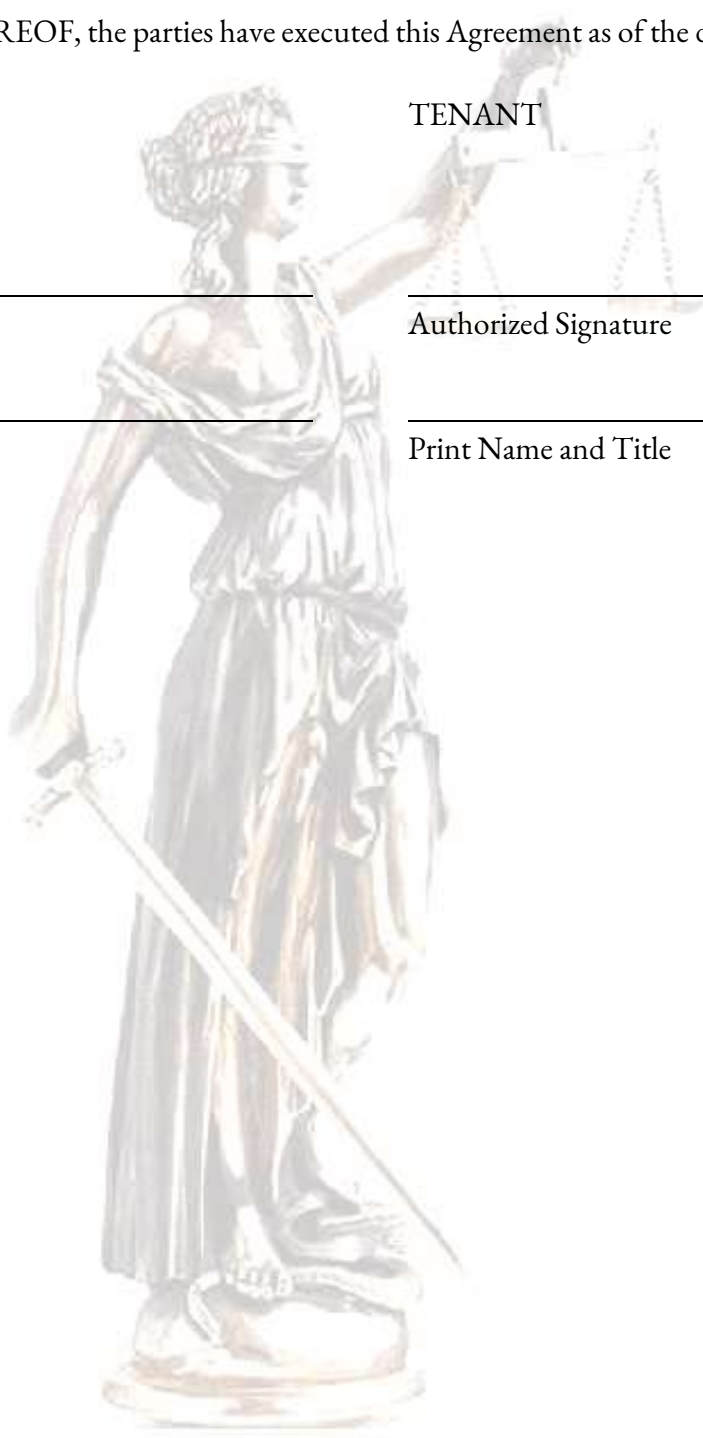 REOF, the parties have executed this Agreement as of the
TENANT
Authorized Signature
Print Name and Title